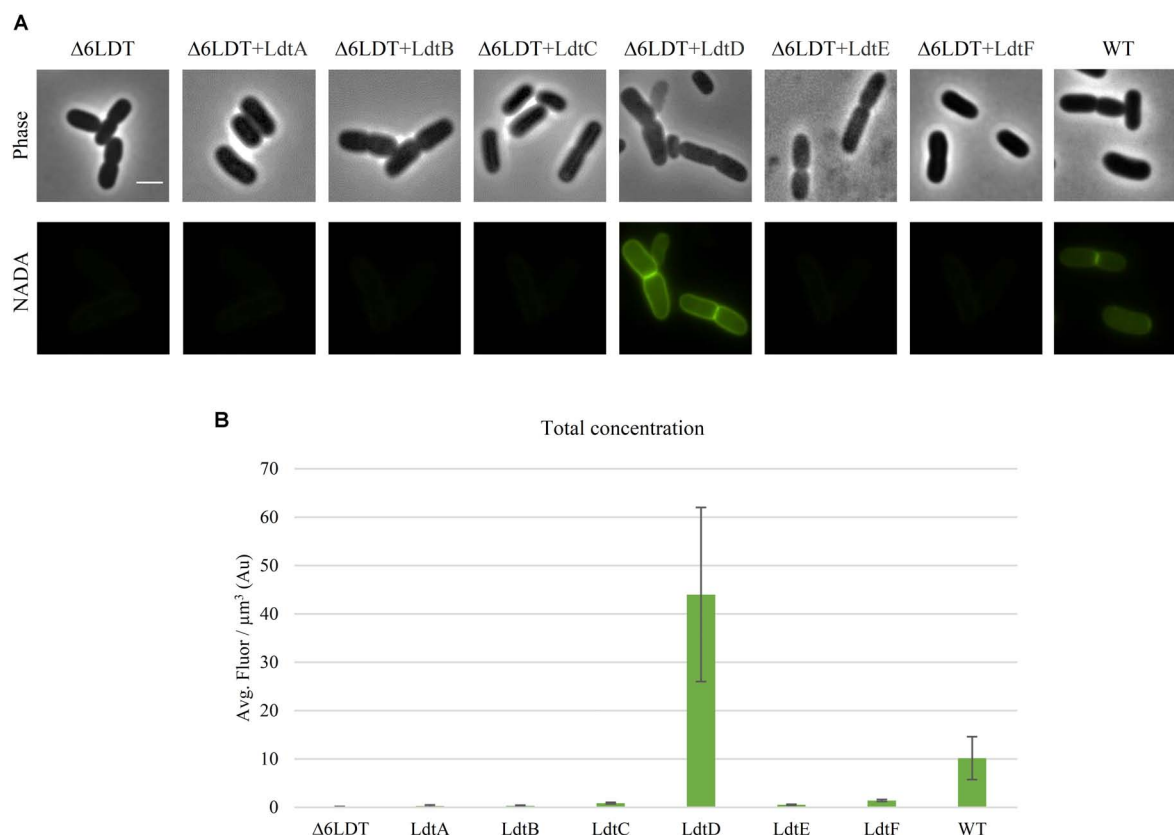 A
Δ6LDT Δ6LDT+LdtA Δ6LDT+LdtB Δ6LDT+LdtC Δ6LDT+LdtD Δ6LDT+LdtE Δ6LDT+LdtF WT
Phase
NADA
B
Total concentration
Avg. Fluor / μm³ (Au)
70
60
50
40
30
20
10
0
Δ6LDT LdtA LdtB LdtC LdtD LdtE LdtF WT